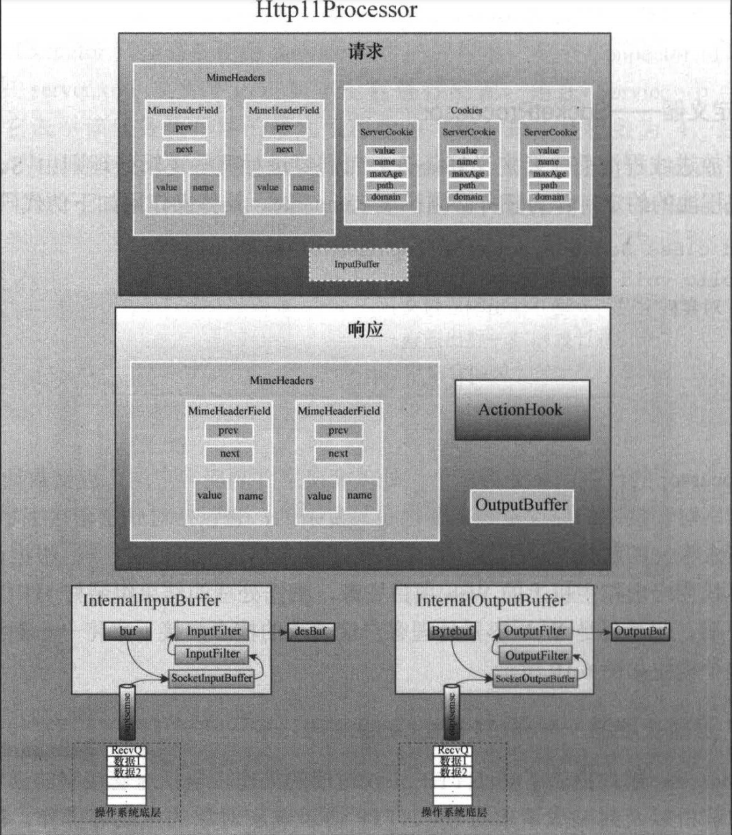 Http11Processor
请求
MimeHeaders
MimeHeaderField
prev
next
value
name
MimeHeaderField
prev
next
value
name
Cookies
ServerCookie
value
name
maxAge
path
domain
ServerCookie
value
name
maxAge
path
domain
ServerCookie
value
name
maxAge
path
domain
InputBuffer
响应
MimeHeaders
MimeHeaderField
prev
next
value
name
MimeHeaderField
prev
next
value
name
ActionHook
OutputBuffer
InternalInputBuffer
buf
InputFilter
desBuf
InputFilter
SocketInputBuffer
RecvQ
数据1
数据2
操作系统底层
InternalOutputBuffer
Bytebuf
OutputFilter
OutputBuf
OutputFilter
SocketOutputBuffer
RecvQ
数据1
数据2
操作系统底层